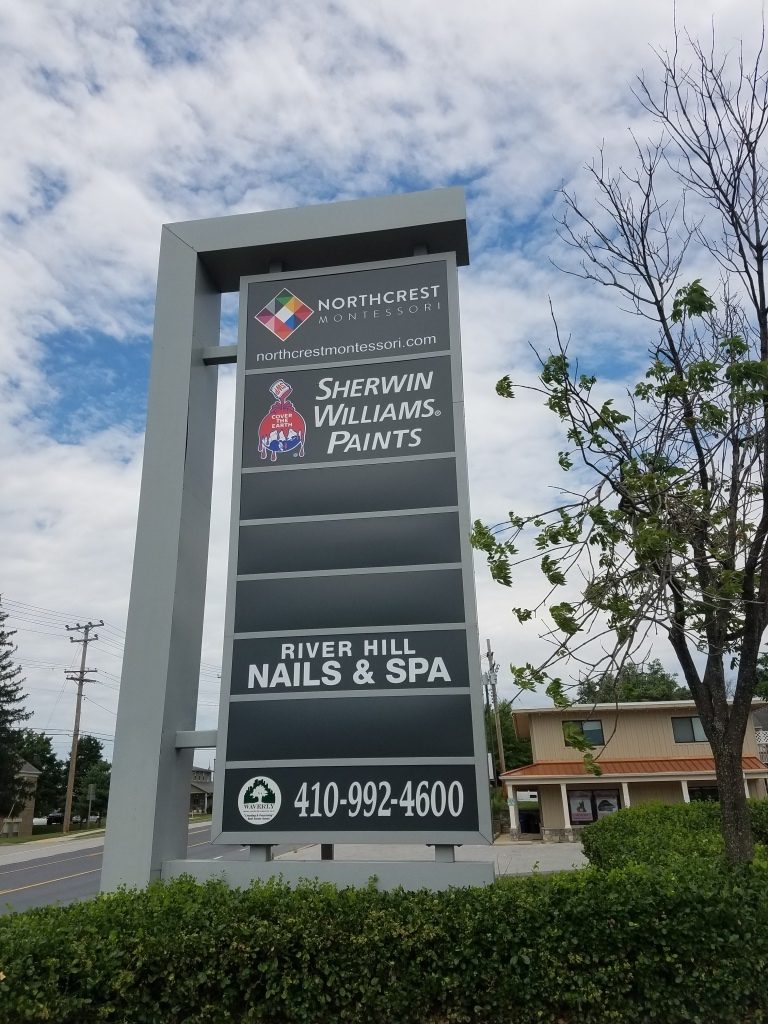 NORTHCREST
MONTESSORI
northcrestmontessori.com
COVER
THE
EARTH
SHERWIN
WILLIAMS®
PAINTS
RIVER HILL
NAILS & SPA
WAVERLY
410-992-4600